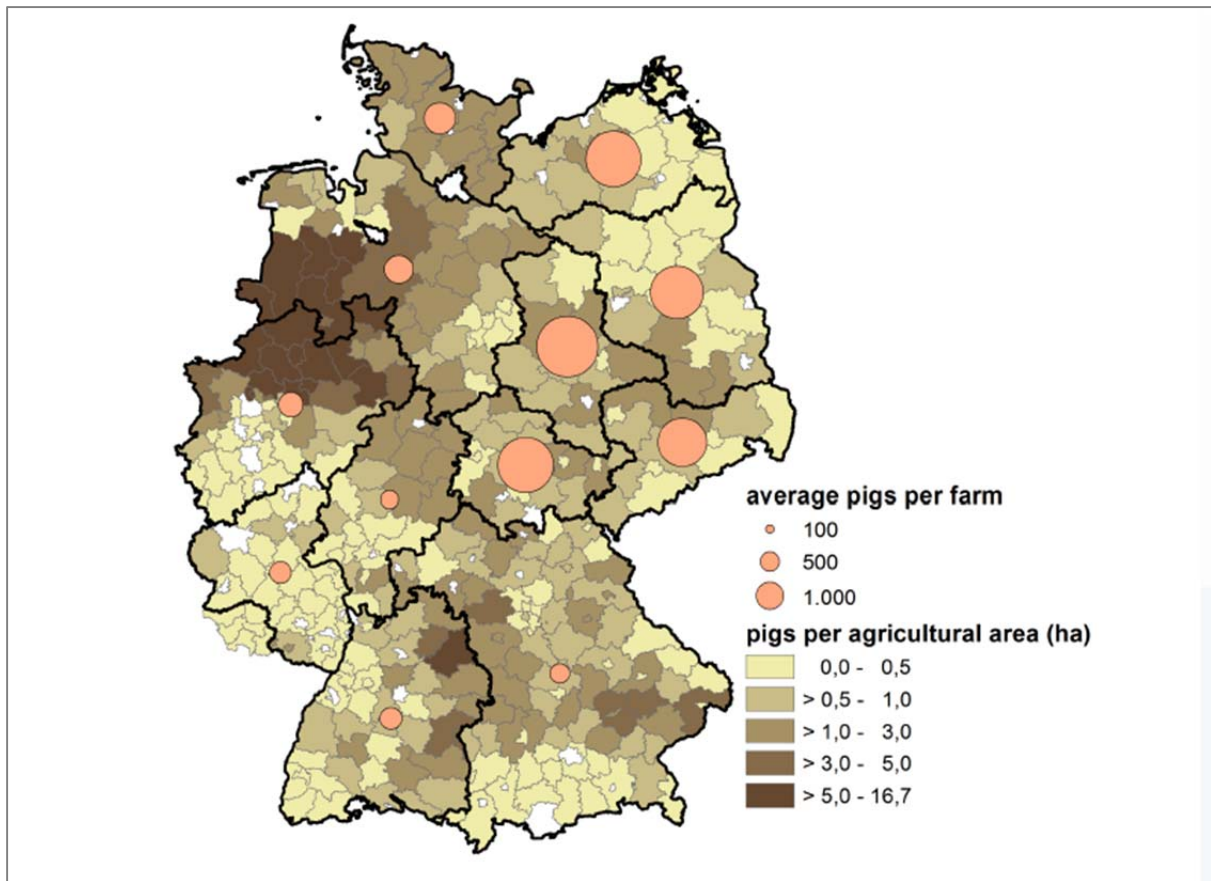 average pigs per farm
100
500
1.000
pigs per agricultural area (ha)
0,0 - 0,5
> 0,5 - 1,0
> 1,0 - 3,0
> 3,0 - 5,0
> 5,0 - 16,7